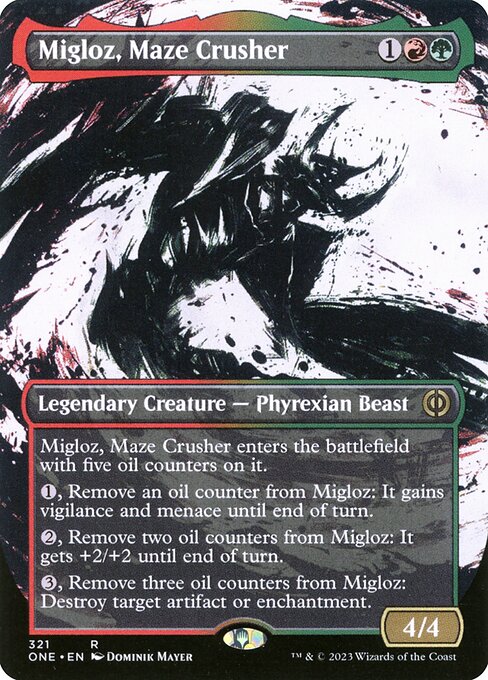 Migloz, Maze Crusher 1
Legendary Creature — Phyrexian Beast
Migloz, Maze Crusher enters the battlefield
with five oil counters on it.
1, Remove an oil counter from Migloz: It gains
vigilance and menace until end of turn.
2, Remove two oil counters from Migloz: It
gets +2/+2 until end of turn.
3, Remove three oil counters from Migloz:
Destroy target artifact or enchantment.
4/4
321 R
ONE • EN Dominik Mayer ™ & © 2023 Wizards of the Coast